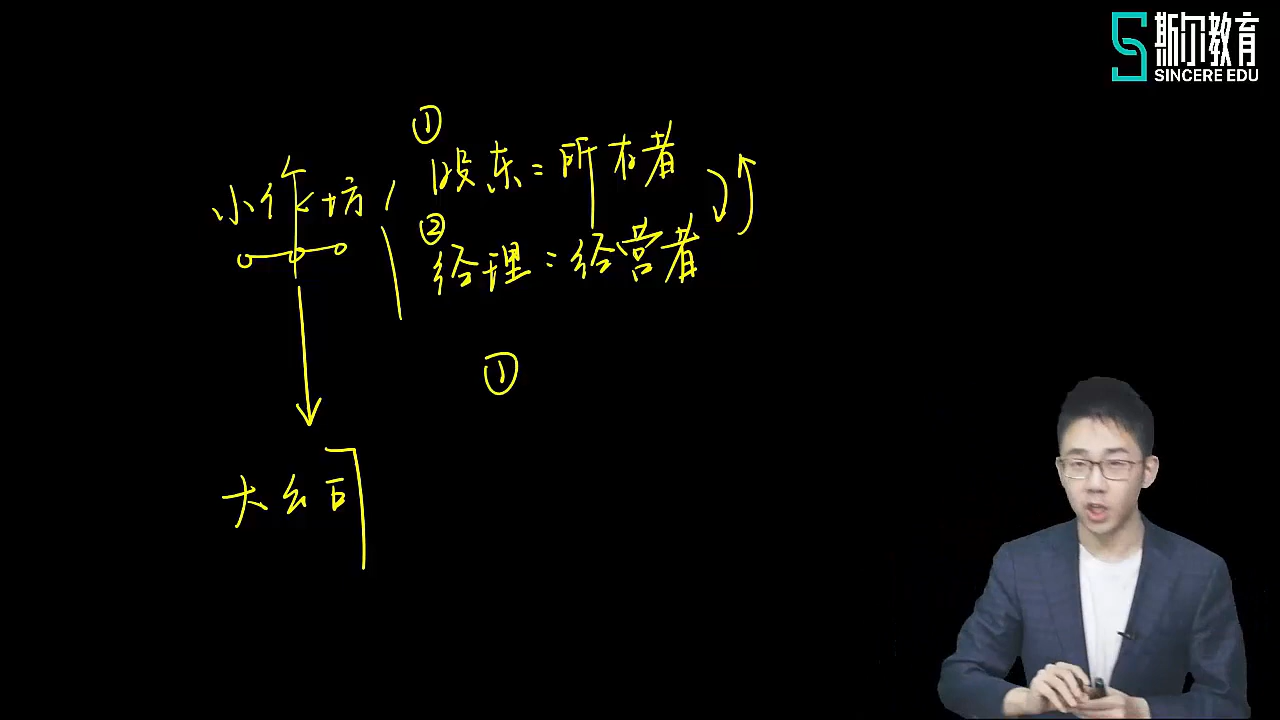 斯尔教育
SINCERE EDU
①
股东=所有者
小作坊
②
经理=经营者
①
大公司